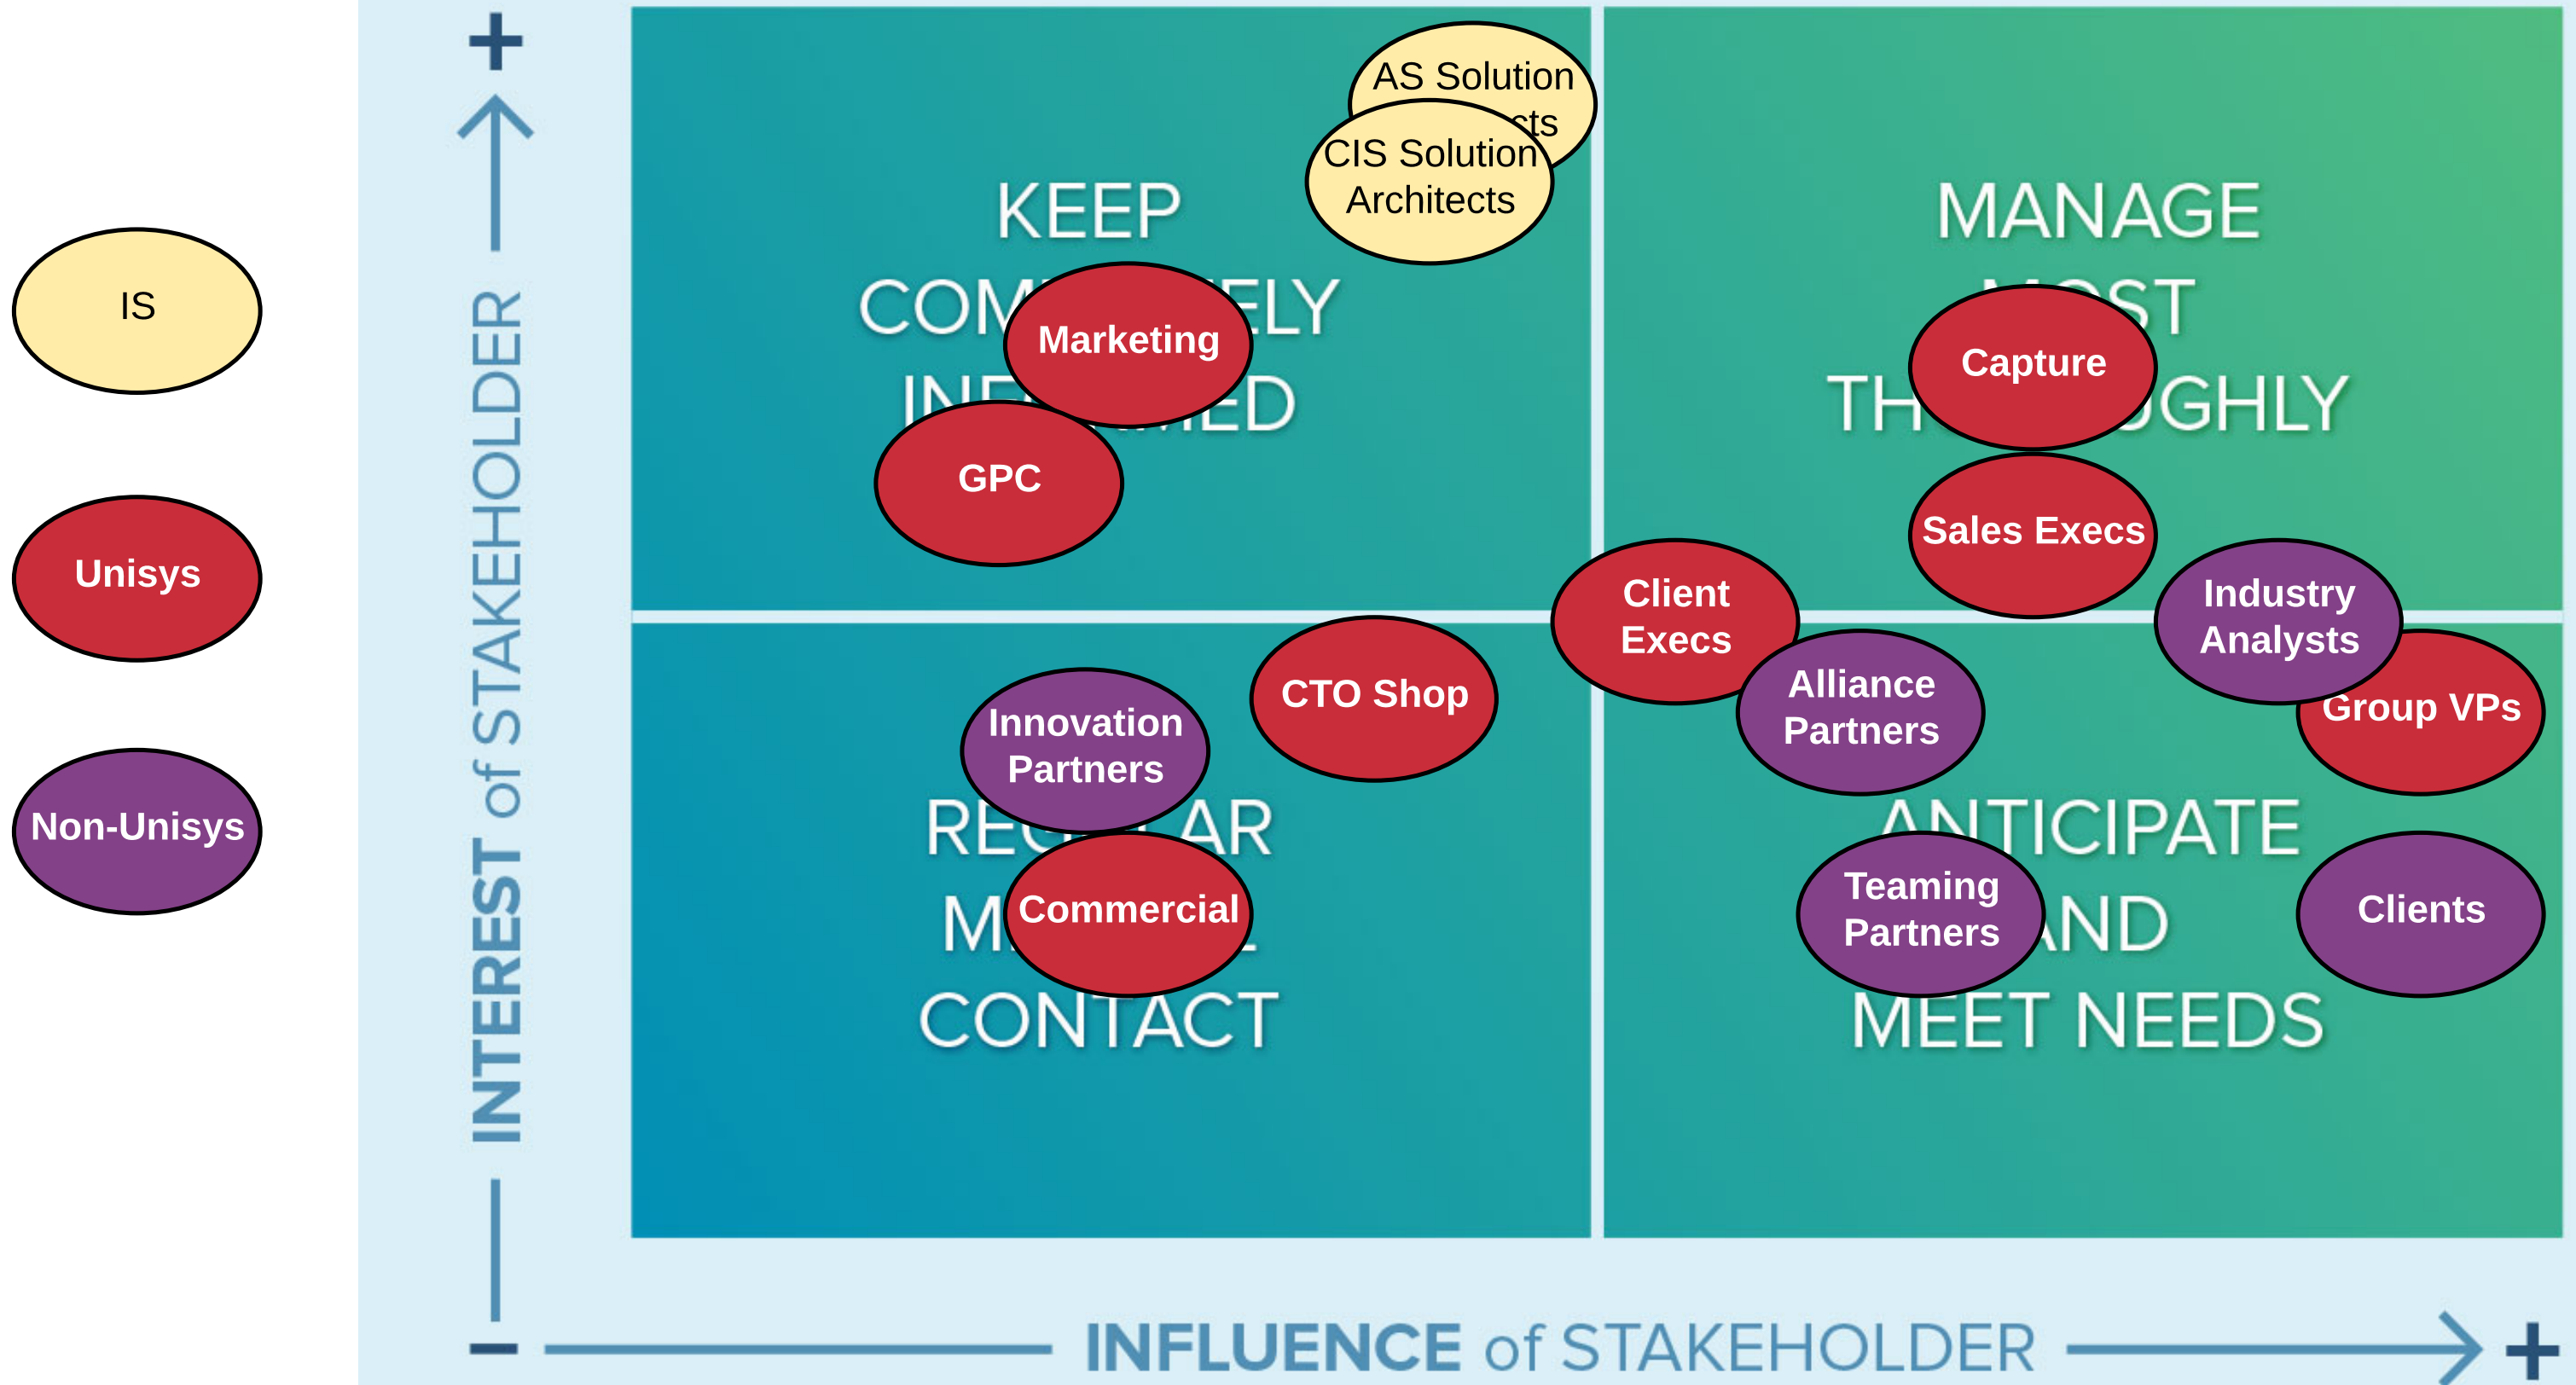 +
AS Solution
CIS Solution
Architects
KEEP
MANAGE
IS
Marketing
Capture
GPC
Sales Execs
Unisys
Client
Execs
Industry
Analysts
CTO Shop
Alliance
Partners
Group VPs
Innovation
Partners
Non-Unisys
ANTICIPATE
Commercial
Teaming
Partners
AND
Clients
CONTACT
MEET NEEDS
INTEREST of STAKEHOLDER
−
INFLUENCE of STAKEHOLDER
+